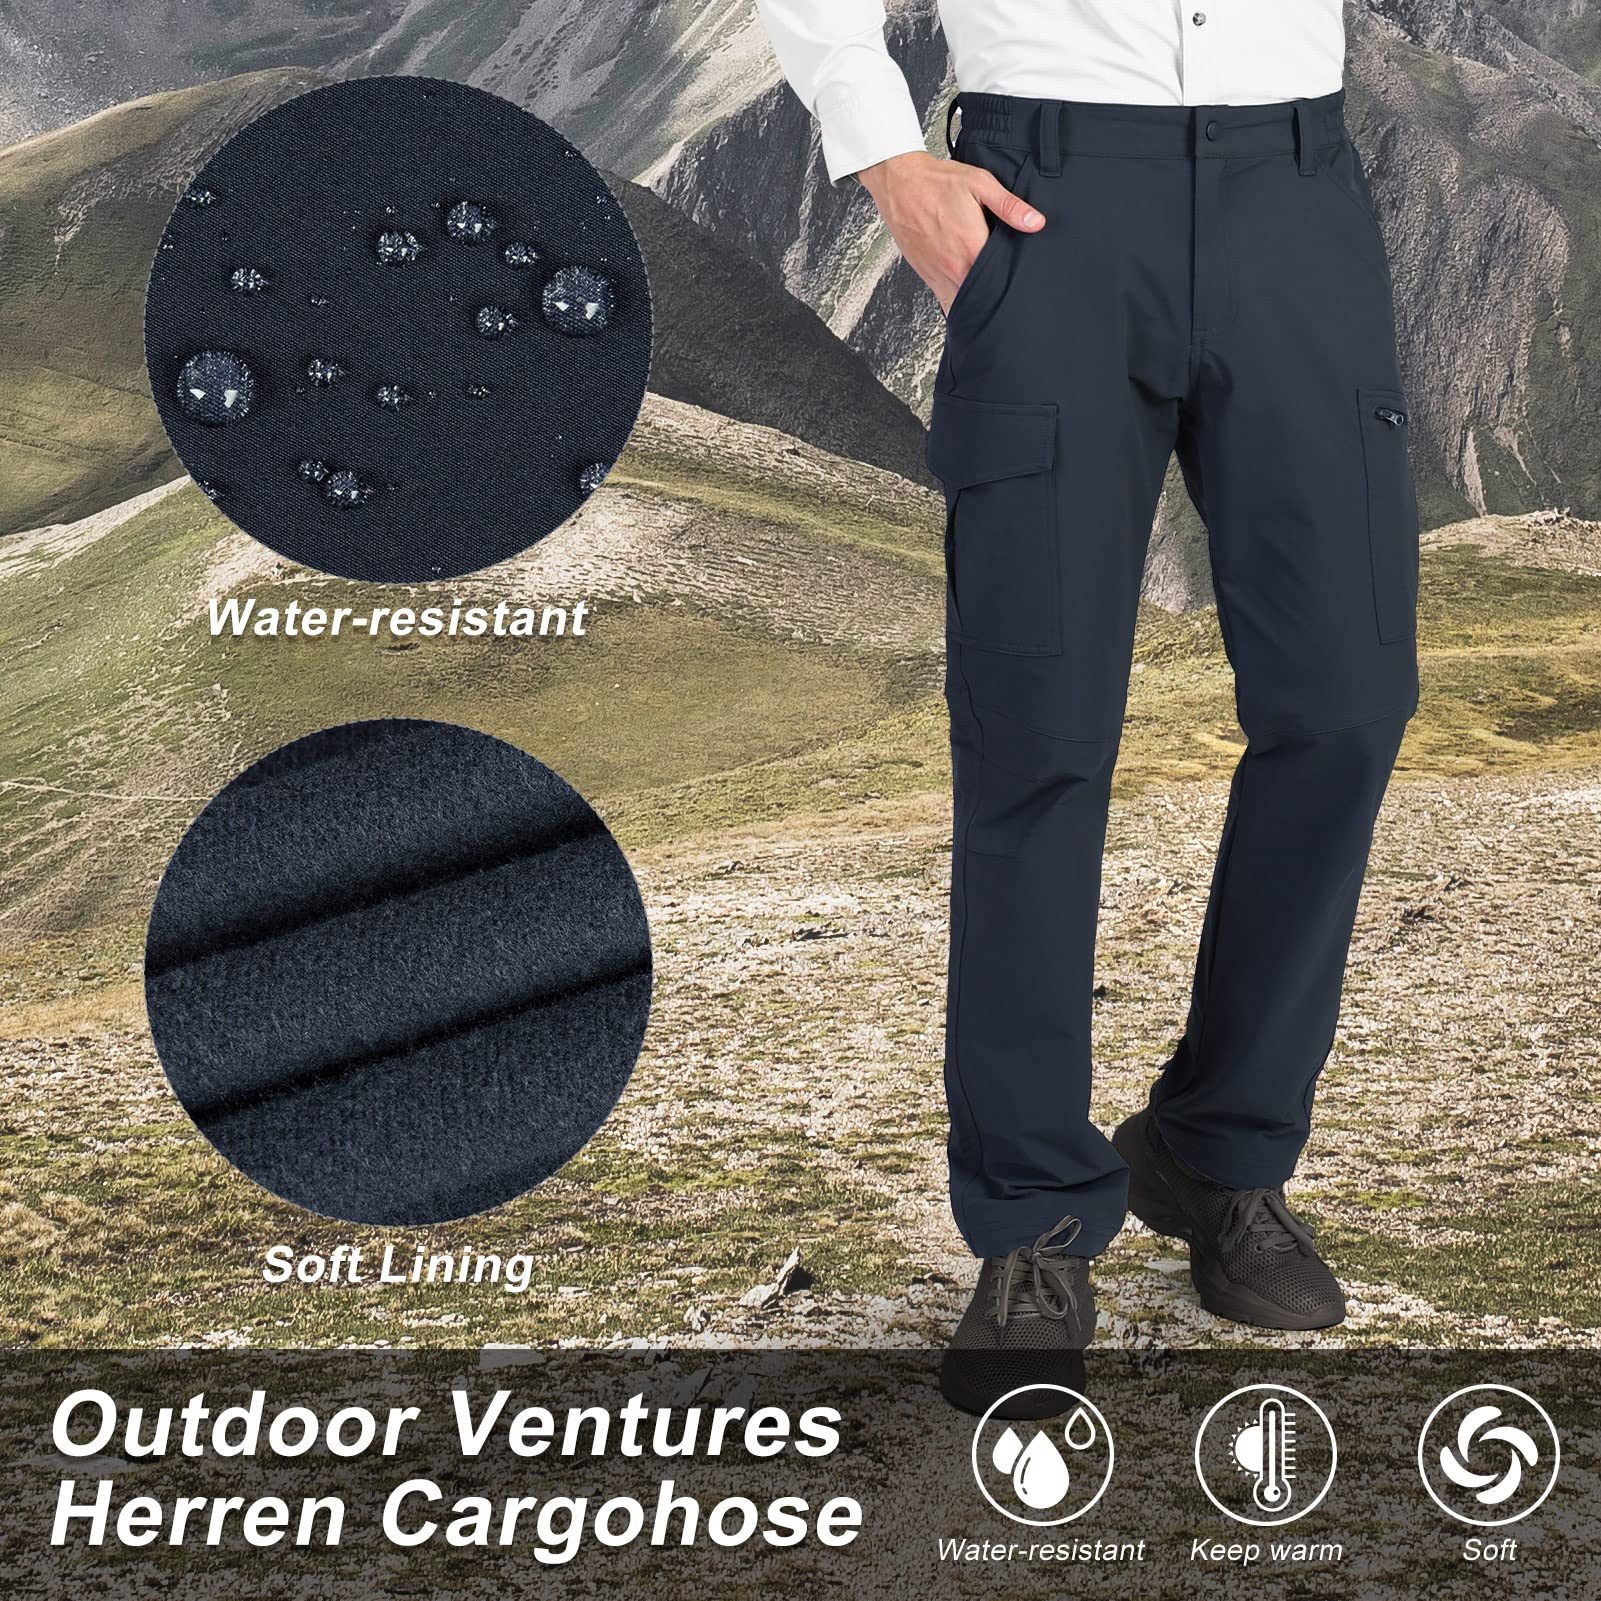 Water-resistant
Soft Lining
Outdoor Ventures
Herren Cargohose
Water-resistant
Keep warm
Soft